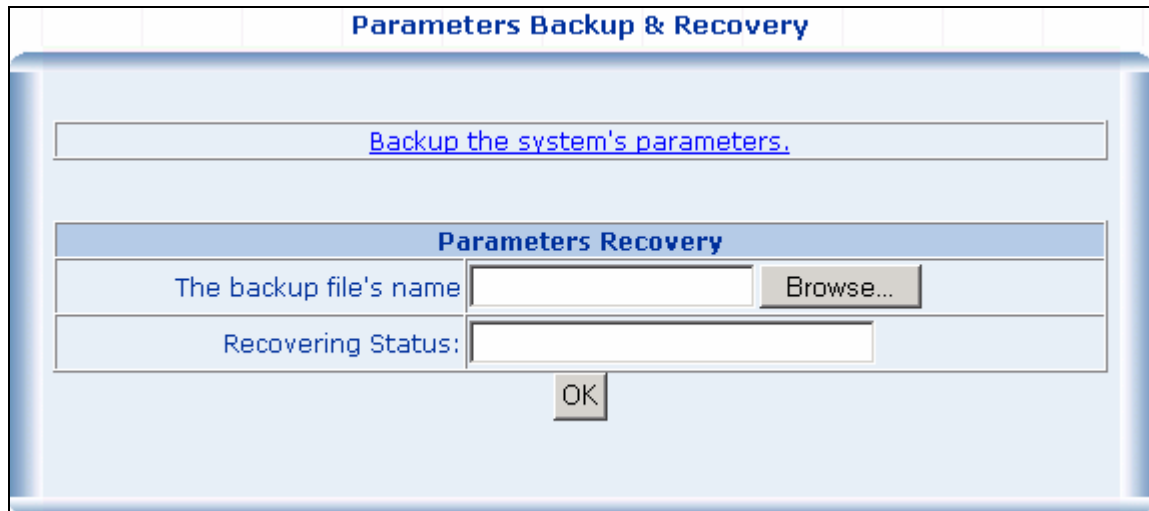 Parameters Backup & Recovery
Backup the system's parameters.
Parameters Recovery
The backup file's name Browse...
Recovering Status:
OK